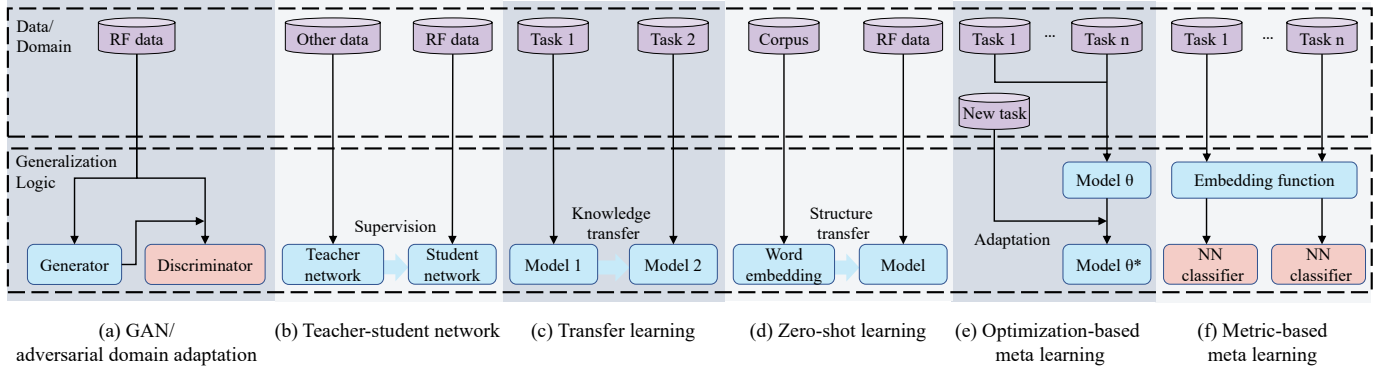 Data/
Domain
RF data
Other data
RF data
Task 1
Task 2
Corpus
RF data
Task 1
...
Task n
Task 1
...
Task n
New task
Generalization
Logic
Model θ
Embedding function
Supervision
Knowledge
transfer
Structure
transfer
Adaptation
Generator
Discriminator
Teacher
network
Student
network
Model 1
Model 2
Word
embedding
Model
Model θ*
NN
classifier
NN
classifier
(a) GAN/
adversarial domain adaptation
(b) Teacher-student network
(c) Transfer learning
(d) Zero-shot learning
(e) Optimization-based
meta learning
(f) Metric-based
meta learning